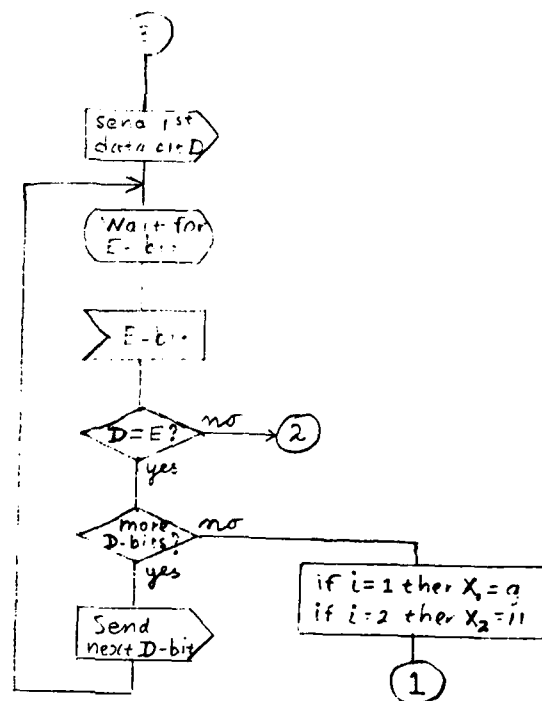 Send 1st
data bit D
Wait for
E-bit
E-bit
D=E?
no
2
yes
more
D-bits?
no
yes
Send
next D-bit
if i=1 then X₁=
if i=2 then X₂=
1